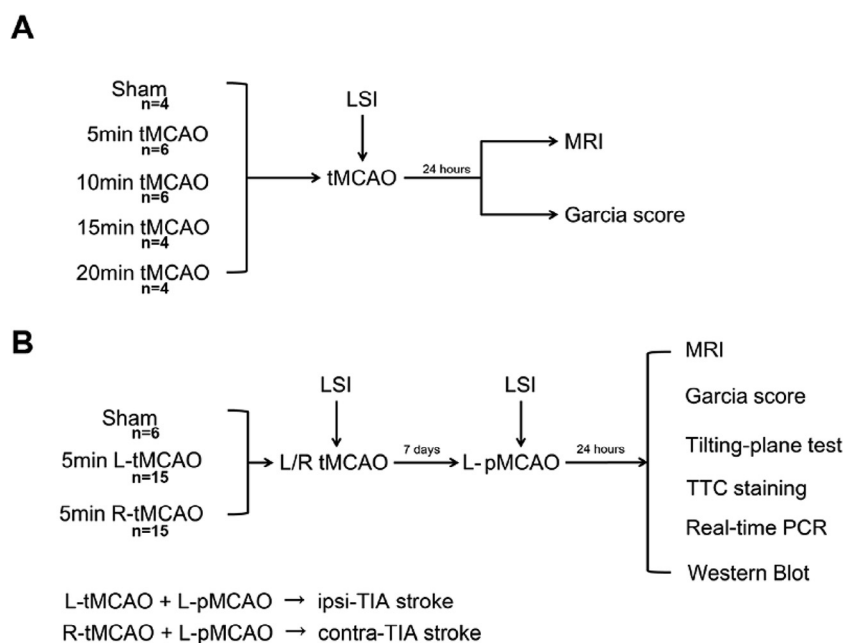 A
Sham
n=4
5min tMCAO
n=6
10min tMCAO
n=6
15min tMCAO
n=4
20min tMCAO
n=4
LSI
tMCAO
24 hours
MRI
Garcia score
B
Sham
n=6
5min L-tMCAO
n=15
5min R-tMCAO
n=15
LSI
L/R tMCAO
7 days
LSI
L-pMCAO
24 hours
MRI
Garcia score
Tilting-plane test
TTC staining
Real-time PCR
Western Blot
L-tMCAO + L-pMCAO → ipsi-TIA stroke
R-tMCAO + L-pMCAO → contra-TIA stroke